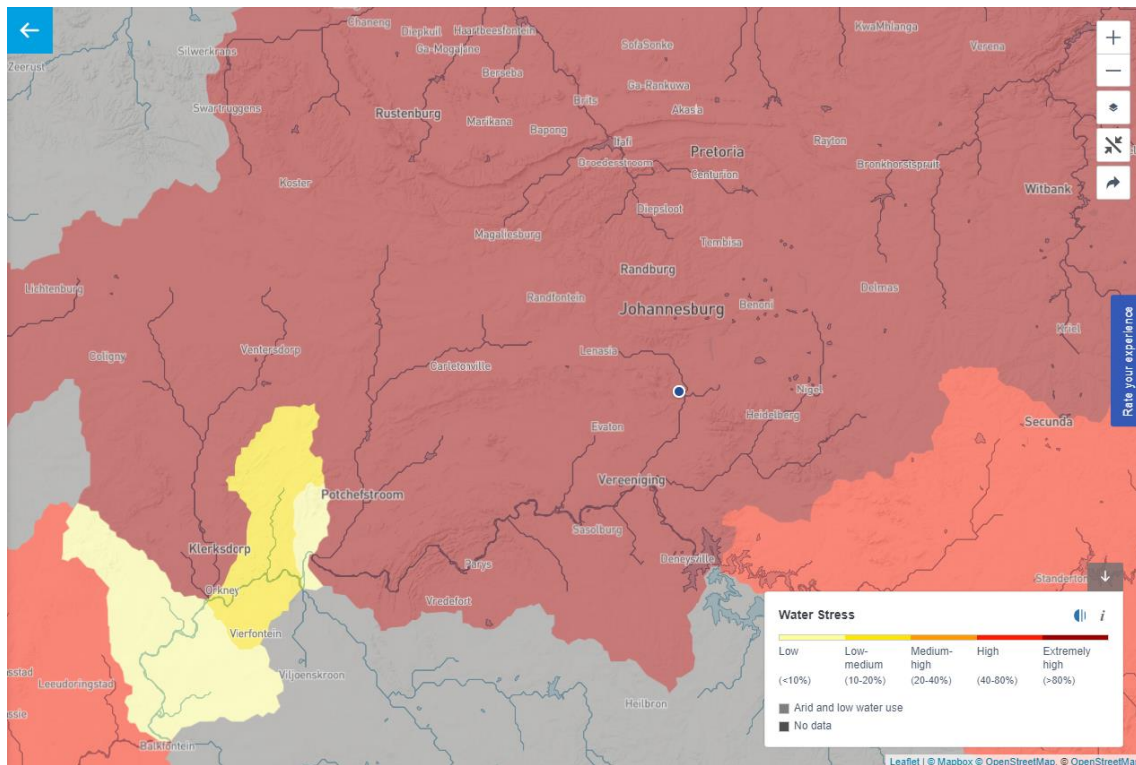 Chaneng
Diepkuil
Haartbeesfontein
KwaMhlanga
Silwerkrans
Ga-Mogajane
SofaSonke
Verena
Zeerust
Berseba
Ga-Rankuwa
Swartruggens
Rustenburg
Brits
Akasia
Marikana
Bapong
Ifafi
Rayton
Pretoria
Broederstroom
Bronkhorstspruit
Koster
Centurion
Witbank
Diepsloot
Magaliesburg
Tembisa
Randburg
Lichtenburg
Randfontein
Delmas
Johannesburg
Benoni
Kriel
Coligny
Ventersdorp
Lenasia
Carletonville
Nigel
Rate your experience
Heidelberg
Evaton
Secunda
Vereeniging
Potchefstroom
Sasolburg
Klerksdorp
Deneysville
Parys
Orkney
Standerton
Vredefort
Vierfontein
Water Stress
i
Low Low-medium Medium-high High Extremely high
(<10%) (10-20%) (20-40%) (40-80%) (>80%)
Arid and low water use
No data
Viljoenskroon
Leeudoringstad
Heilbron
Balkfontein
Leaflet | © Mapbox © OpenStreetMap, © OpenStreetMap